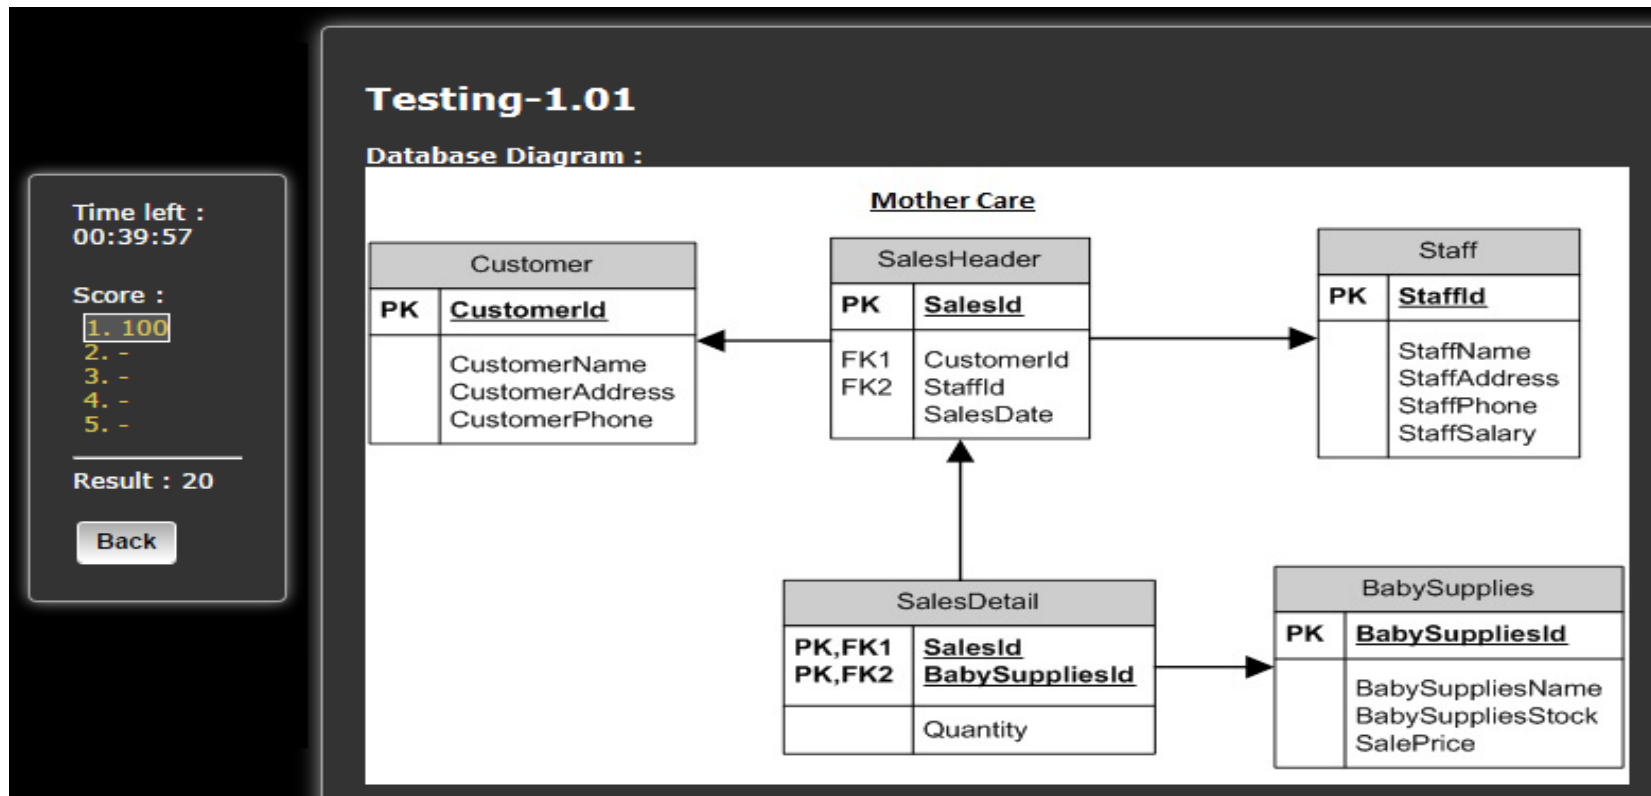 Testing-1.01
Database Diagram :
Time left :
00:39:57
Score :
1. 100
2. -
3. -
4. -
5. -
Result : 20
Back
Mother Care
Customer
PK CustomerId
CustomerName
CustomerAddress
CustomerPhone
SalesHeader
PK SalesId
FK1 CustomerId
FK2 StaffId
SalesDate
Staff
PK StaffId
StaffName
StaffAddress
StaffPhone
StaffSalary
SalesDetail
PK,FK1 SalesId
PK,FK2 BabySuppliesId
Quantity
BabySupplies
PK BabySuppliesId
BabySuppliesName
BabySuppliesStock
SalePrice